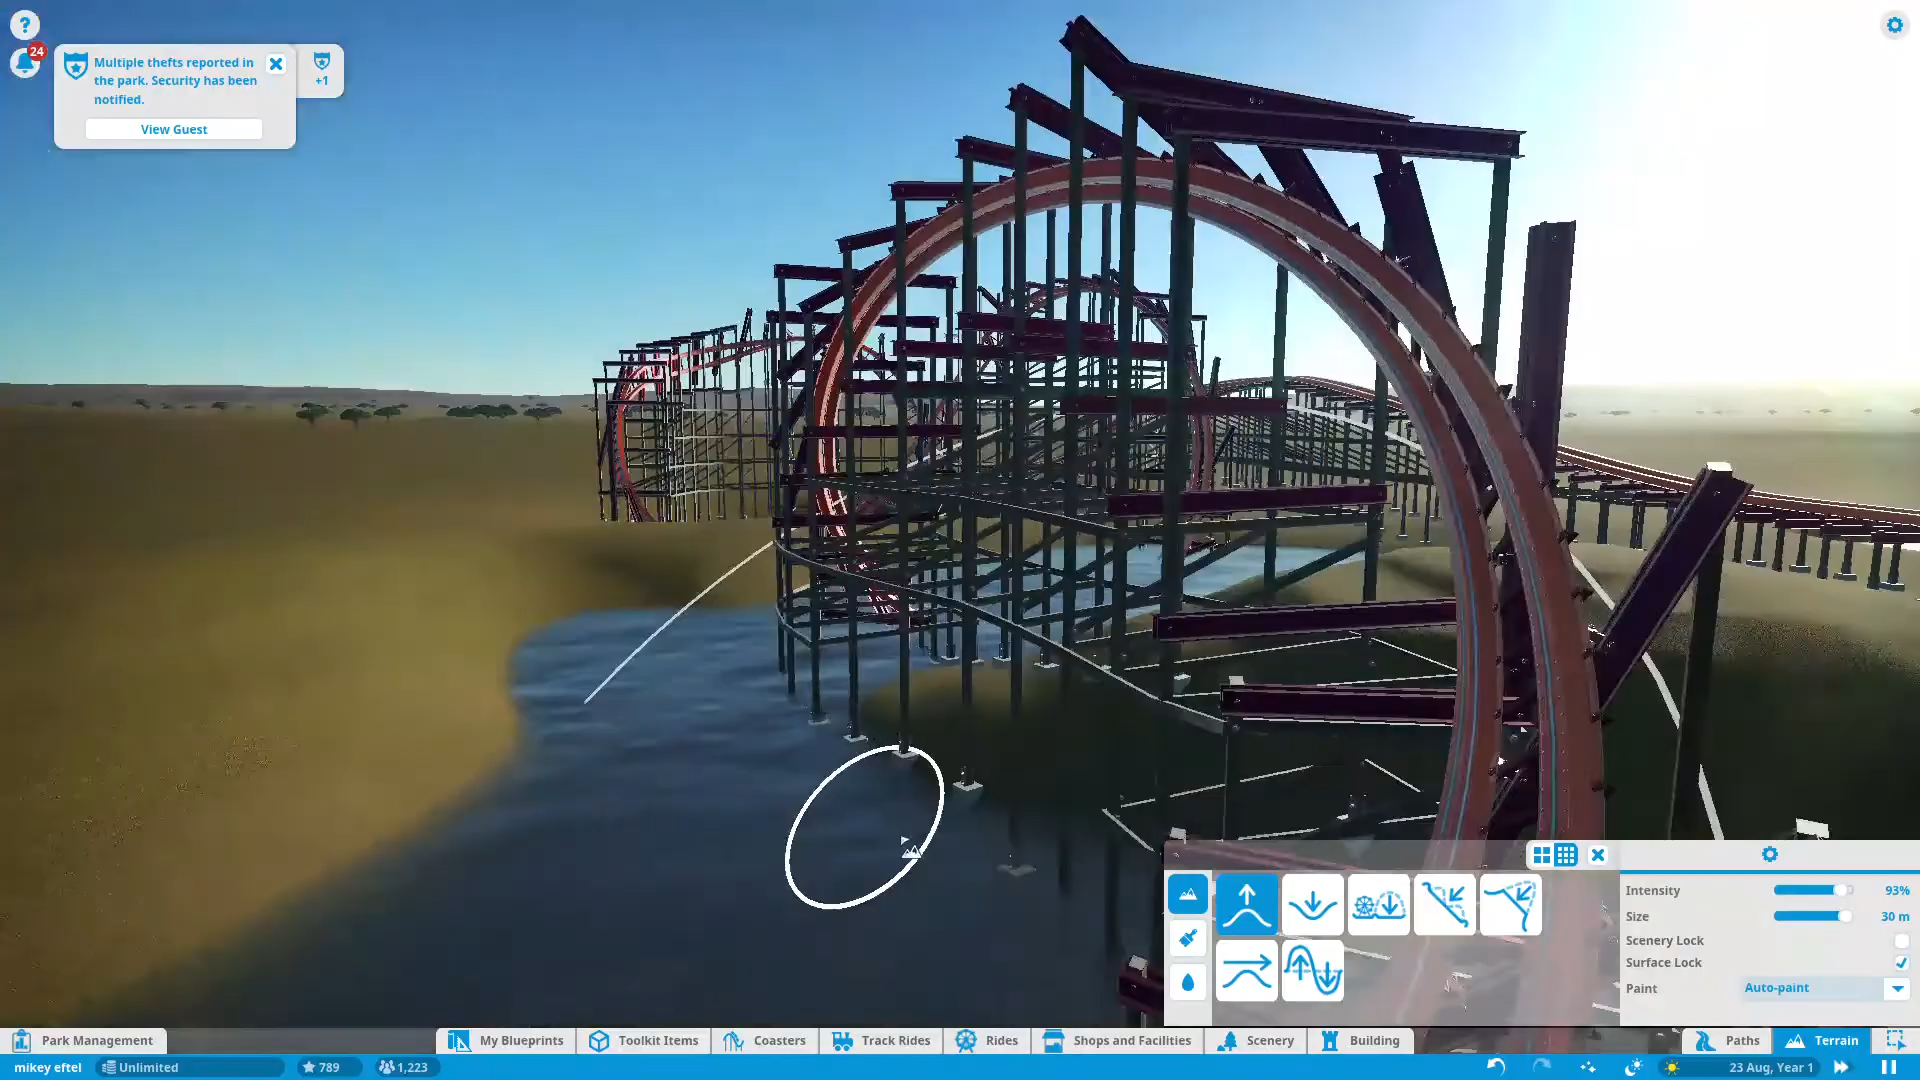 ?
24
Multiple thefts reported in
the park. Security has been
notified.
View Guest
+1
Intensity 93%
Size 30 m
Scenery Lock
Surface Lock
Paint Auto-paint
Park Management
My Blueprints
Toolkit Items
Coasters
Track Rides
Rides
Shops and Facilities
Scenery
Building
Paths
Terrain
mikey eftel
Unlimited
789
1,223
23 Aug, Year 1